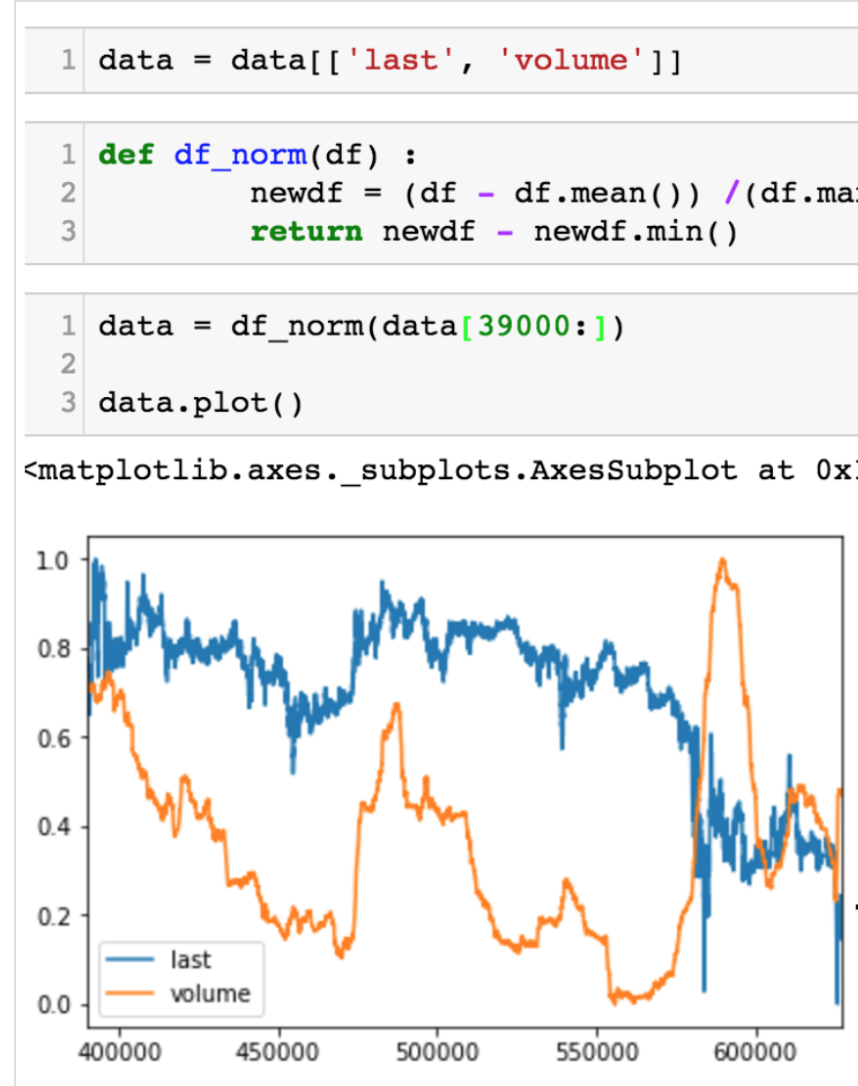 1 data = data[['last', 'volume']]
1 def df_norm(df) :
2 newdf = (df - df.mean()) /(df.ma
3 return newdf - newdf.min()
1 data = df_norm(data[39000:])
2
3 data.plot()
<matplotlib.axes._subplots.AxesSubplot at 0x
1.0
0.8
0.6
0.4
0.2
0.0
last
volume
400000 450000 500000 550000 600000